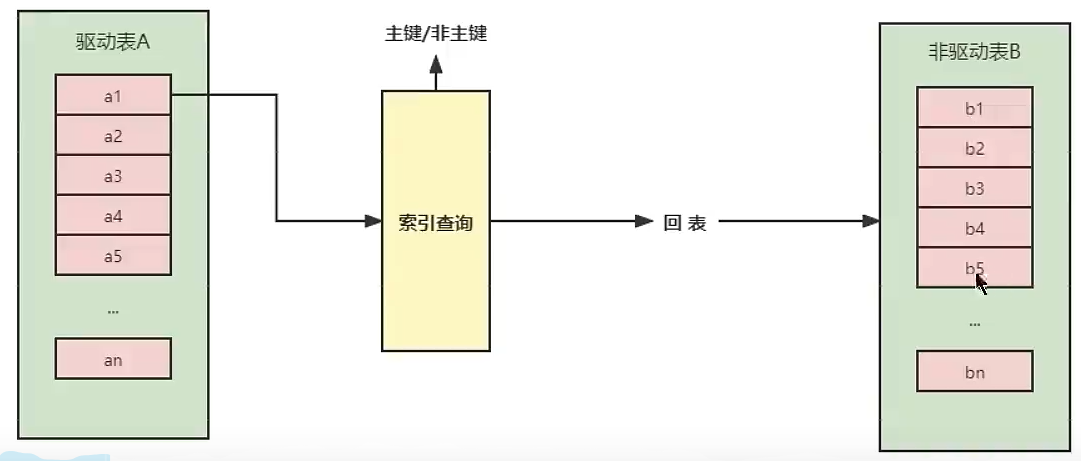 驱动表A
a1
a2
a3
a4
a5
...
an
主键/非主键
索引查询
回 表
非驱动表B
b1
b2
b3
b4
b5
...
bn